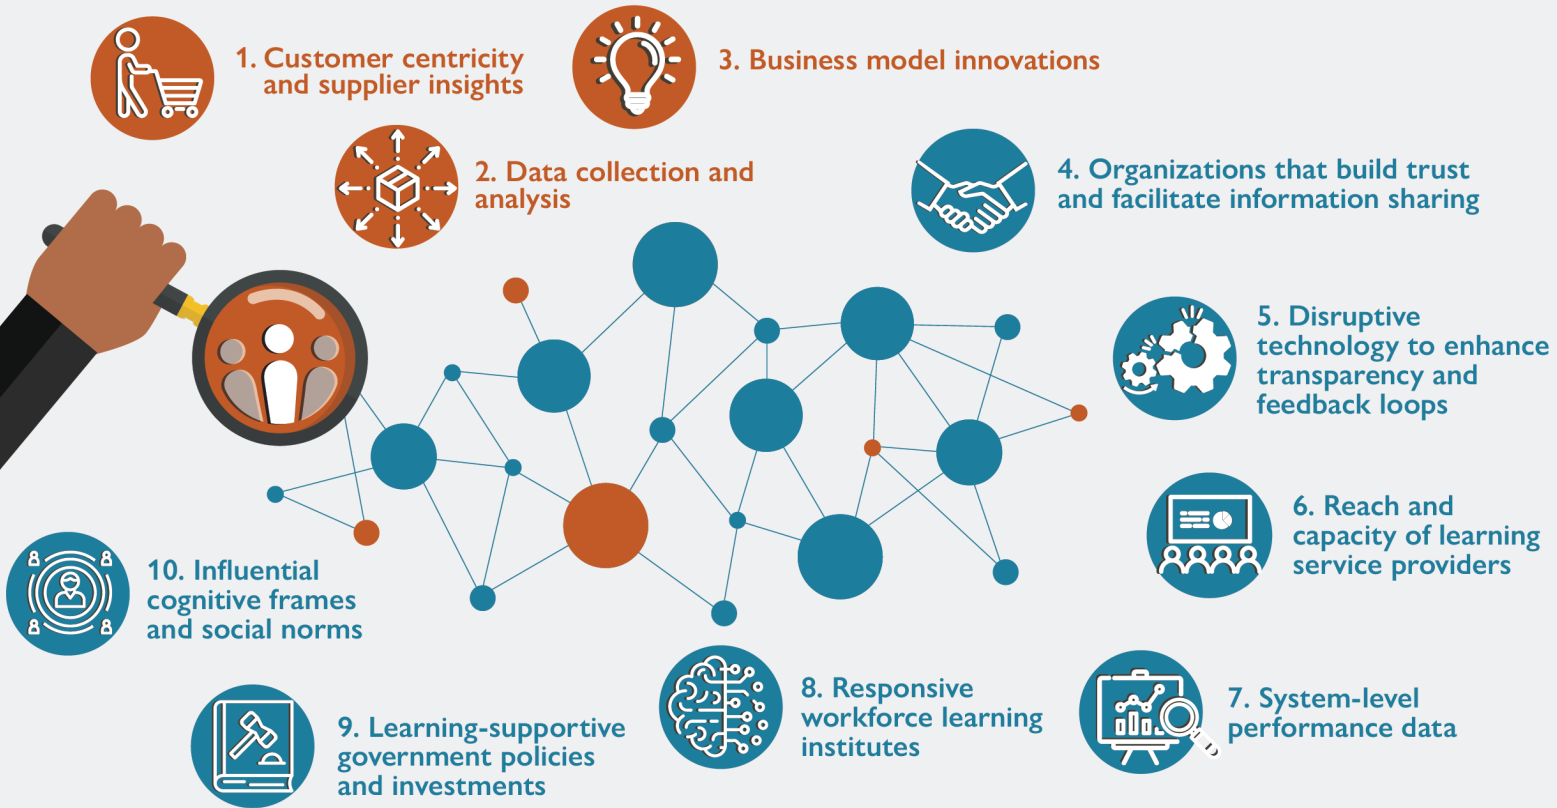 1. Customer centricity
and supplier insights
2. Data collection and
analysis
3. Business model innovations
4. Organizations that build trust
and facilitate information sharing
5. Disruptive
technology to enhance
transparency and
feedback loops
6. Reach and
capacity of learning
service providers
7. System-level
performance data
8. Responsive
workforce learning
institutes
9. Learning-supportive
government policies
and investments
10. Influential
cognitive frames
and social norms